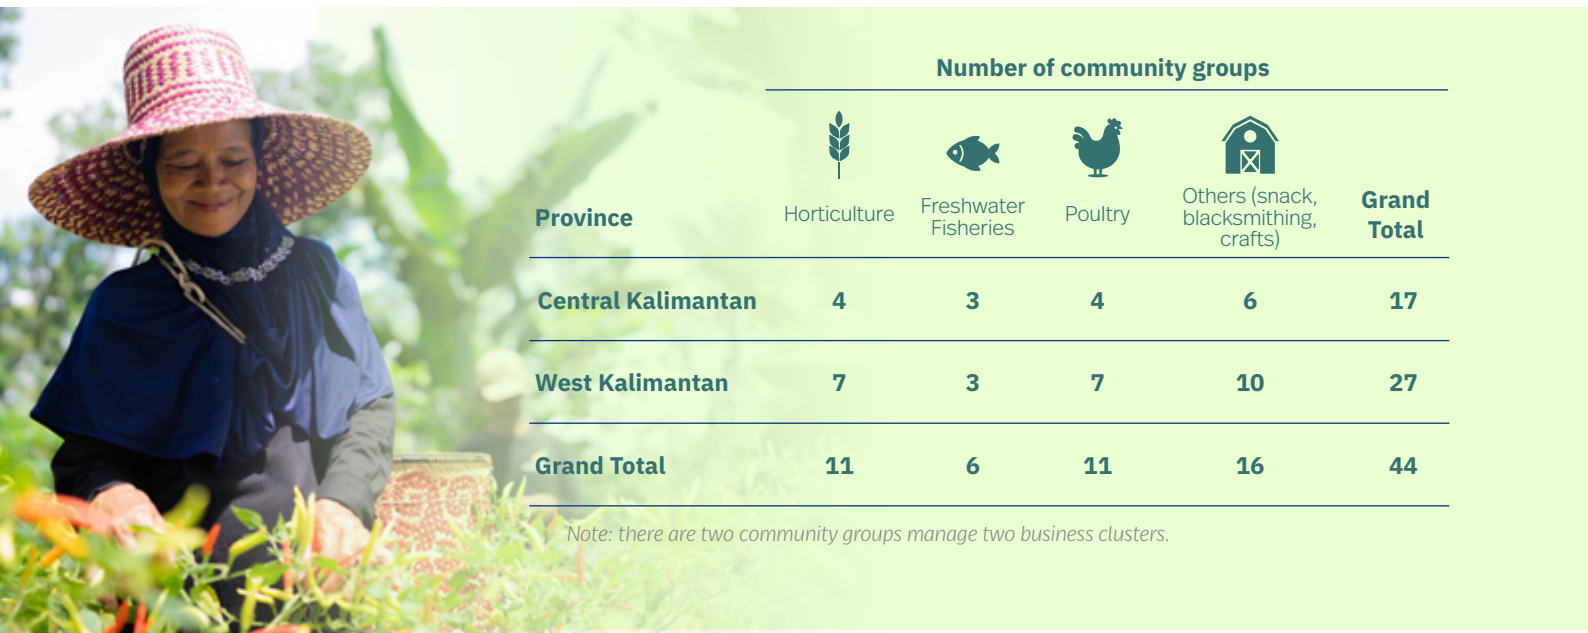 Number of community groups
Province
Horticulture
Freshwater
Fisheries
Poultry
Others (snack,
blacksmithing,
crafts)
Grand
Total
Central Kalimantan 4 3 4 6 17
West Kalimantan 7 3 7 10 27
Grand Total 11 6 11 16 44
Note: there are two community groups manage two business clusters.